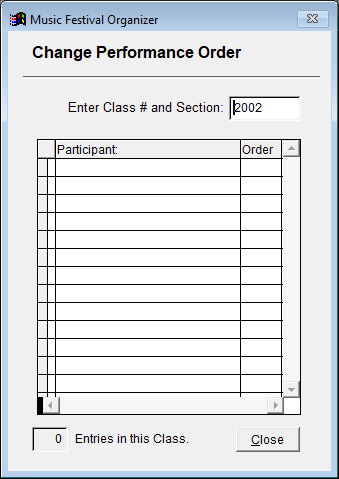 Music Festival Organizer
Change Performance Order
Enter Class # and Section: 2002
Participant: Order
0 Entries in this Class. Close